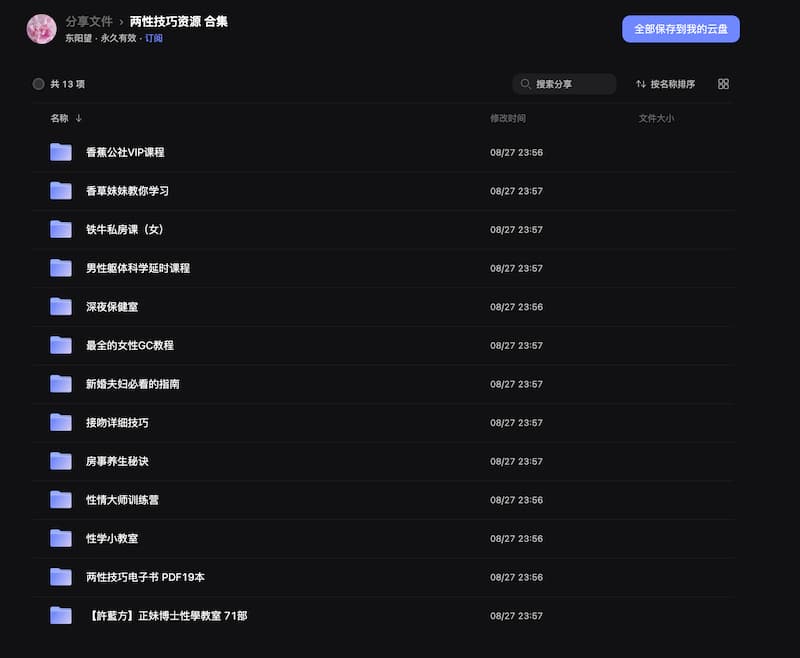 分享文件 › 两性技巧资源 合集
东阳望 · 永久有效 · 订阅
全部保存到我的云盘
共 13 项
搜索分享
按名称排序
名称 ↓ 修改时间 文件大小
香蕉公社VIP课程 08/27 23:56
香草妹妹教你学习 08/27 23:57
铁牛私房课（女） 08/27 23:57
男性躯体科学延时课程 08/27 23:57
深夜保健室 08/27 23:56
最全的女性GC教程 08/27 23:57
新婚夫妇必看的指南 08/27 23:57
接吻详细技巧 08/27 23:57
房事养生秘诀 08/27 23:57
性情大师训练营 08/27 23:56
性学小教室 08/27 23:56
两性技巧电子书 PDF19本 08/27 23:56
【許藍方】正妹博士性學教室 71部 08/27 23:57